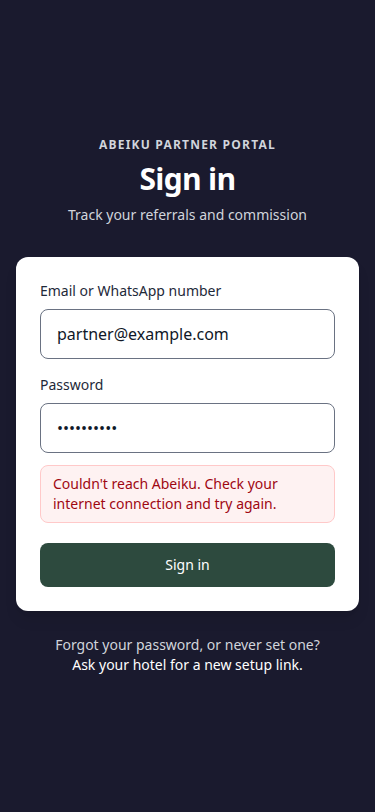 ABEIKU PARTNER PORTAL
Sign in
Track your referrals and commission
Email or WhatsApp number
partner@example.com
Password
••••••••••
Couldn't reach Abeiku. Check your
internet connection and try again.
Sign in
Forgot your password, or never set one?
Ask your hotel for a new setup link.